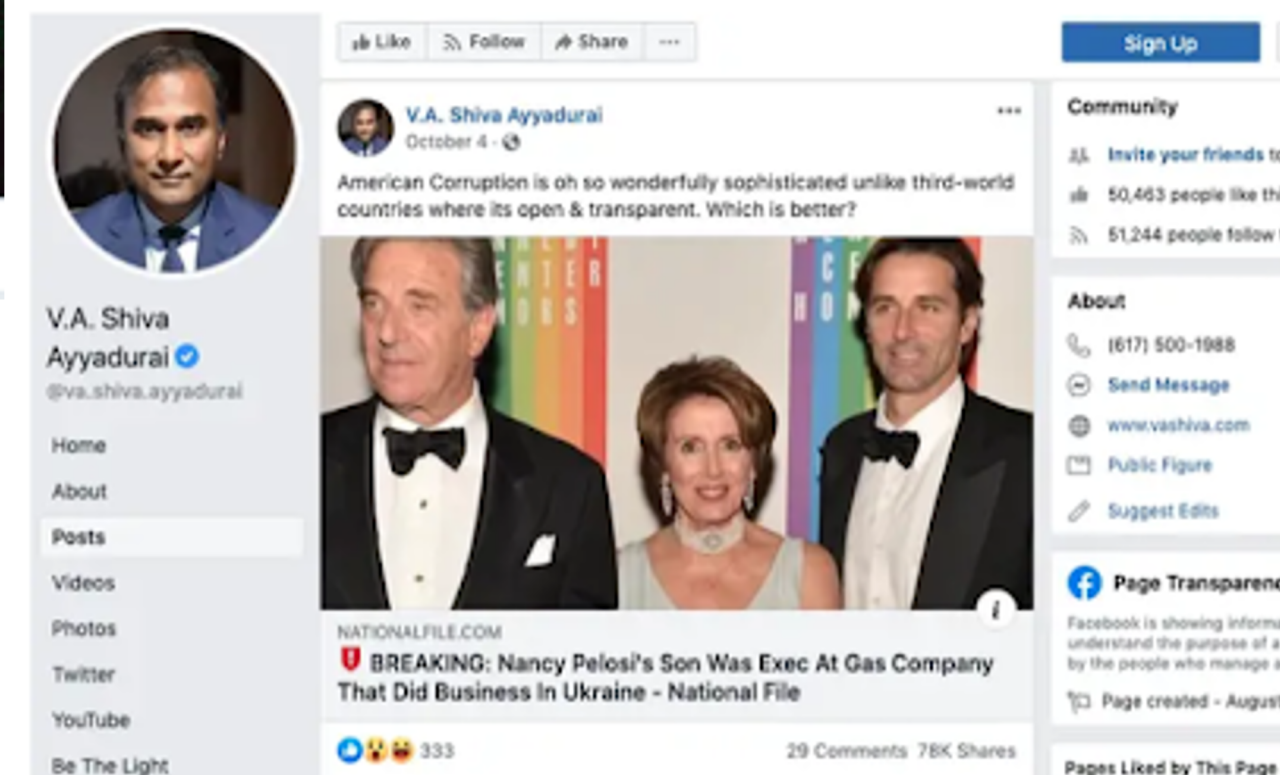 Like Follow Share ...
Sign Up
V.A. Shiva
Ayyadurai
@va.shiva.ayyadurai
Home
About
Posts
Videos
Photos
Twitter
YouTube
Be The Light
V.A. Shiva Ayyadurai
October 4 ·
American Corruption is oh so wonderfully sophisticated unlike third-world
countries where its open & transparent. Which is better?
NATIONALFILE.COM
BREAKING: Nancy Pelosi's Son Was Exec At Gas Company
That Did Business In Ukraine - National File
333
29 Comments 78K Shares
Community
Invite your friends to
50,463 people like
51,244 people follow
About
(617) 500-1988
Send Message
www.vashiva.com
Public Figure
Suggest Edits
Page
Facebook is showing
understand the purpose of a
by the people who manage
Page created - August
Pages Liked by This Page